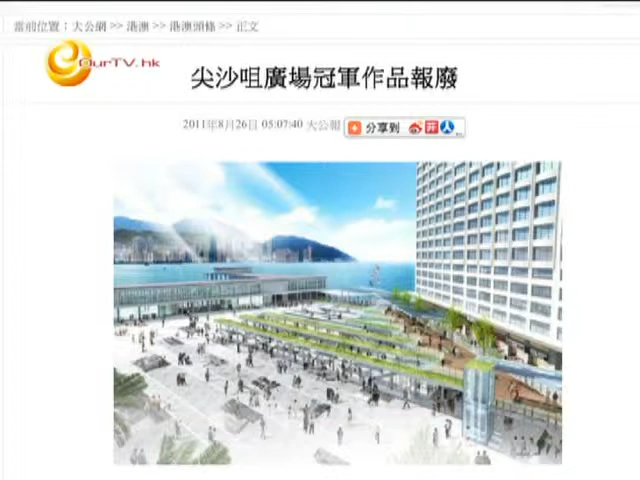 當前位置：大公網 >> 港澳 >> 港澳頭條 >> 正文
OurTV.hk
尖沙咀廣場冠軍作品報廢
2011年8月26日 05:07:40 大公報 分享到